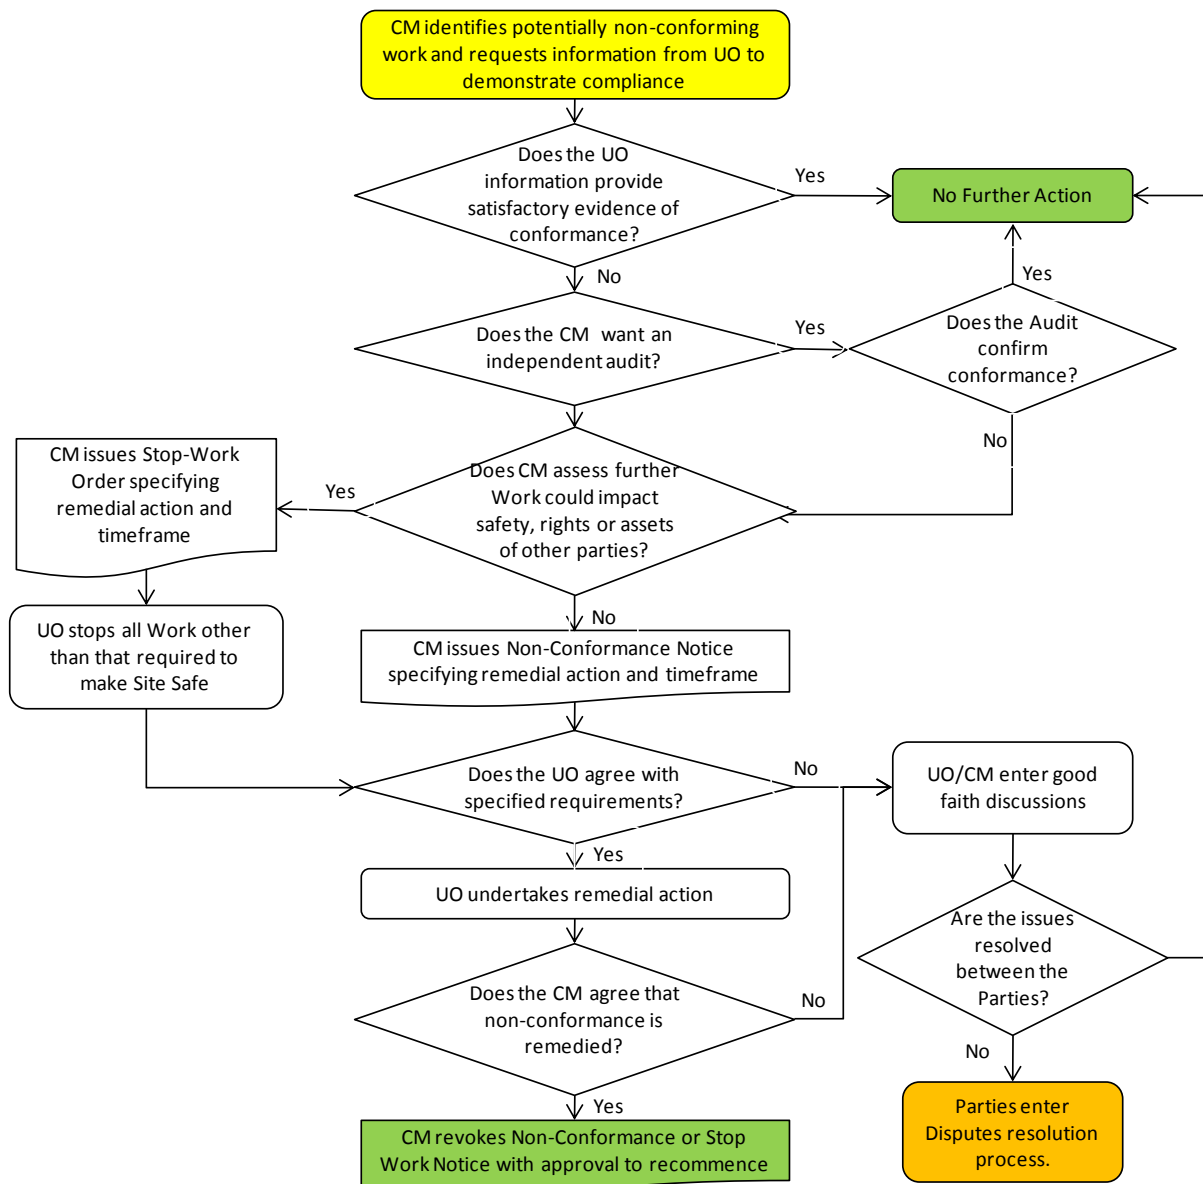 CM identifies potentially non-conforming
work and requests information from UO to
demonstrate compliance
Does the UO
information provide
satisfactory evidence of
conformance?
Yes
No Further Action
No
Yes
Does the CM want an
independent audit?
Yes
Does the Audit
confirm
conformance?
No
CM issues Stop-Work
Order specifying
remedial action and
timeframe
Yes
Does CM assess further
Work could impact
safety, rights or assets
of other parties?
No
UO stops all Work other
than that required to
make Site Safe
CM issues Non-Conformance Notice
specifying remedial action and timeframe
Does the UO agree with
specified requirements?
No
UO/CM enter good
faith discussions
Yes
UO undertakes remedial action
Are the issues
resolved
between the
Parties?
Does the CM agree that
non-conformance is
remedied?
No
No
Yes
Parties enter
Disputes resolution
process.
CM revokes Non-Conformance or Stop
Work Notice with approval to recommence